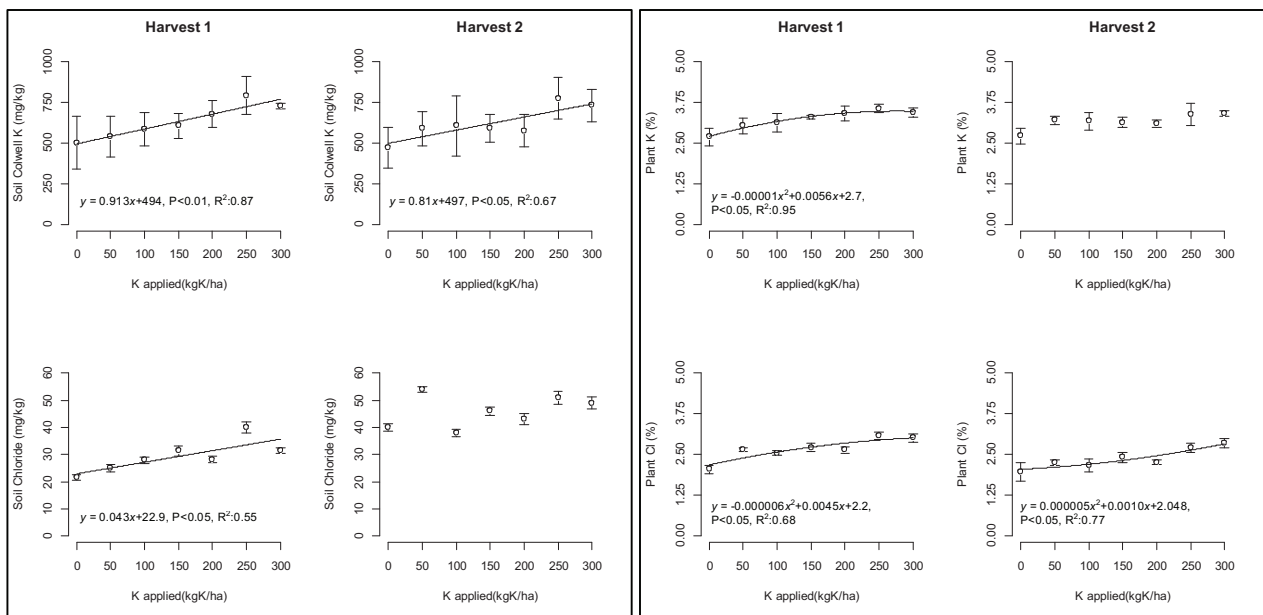 Harvest 1
Harvest 2
Soil Colwell K (mg/kg)
0 250 500 750 1000
0 50 100 150 200 250 300
y = 0.913x+494, P<0.01, R²:0.87
K applied(kgK/ha)
Soil Colwell K (mg/kg)
0 250 500 750 1000
0 50 100 150 200 250 300
y = 0.81x+497, P<0.05, R²:0.67
K applied(kgK/ha)
Soil Chloride (mg/kg)
0 10 20 30 40 50 60
0 50 100 150 200 250 300
y = 0.043x+22.9, P<0.05, R²:0.55
K applied(kgK/ha)
Soil Chloride (mg/kg)
0 10 20 30 40 50 60
0 50 100 150 200 250 300
K applied(kgK/ha)
Harvest 1
Harvest 2
Plant K (%)
0.00 1.25 2.50 3.75 5.00
0 50 100 150 200 250 300
y = -0.00001x²+0.0056x+2.7,
P<0.05, R²:0.95
K applied(kgK/ha)
Plant K (%)
0.00 1.25 2.50 3.75 5.00
0 50 100 150 200 250 300
K applied(kgK/ha)
Plant Cl (%)
0.00 1.25 2.50 3.75 5.00
0 50 100 150 200 250 300
y = -0.000006x²+0.0045x+2.2,
P<0.05, R²:0.68
K applied(kgK/ha)
Plant Cl (%)
0.00 1.25 2.50 3.75 5.00
0 50 100 150 200 250 300
y = 0.000005x²+0.0010x+2.048,
P<0.05, R²:0.77
K applied(kgK/ha)